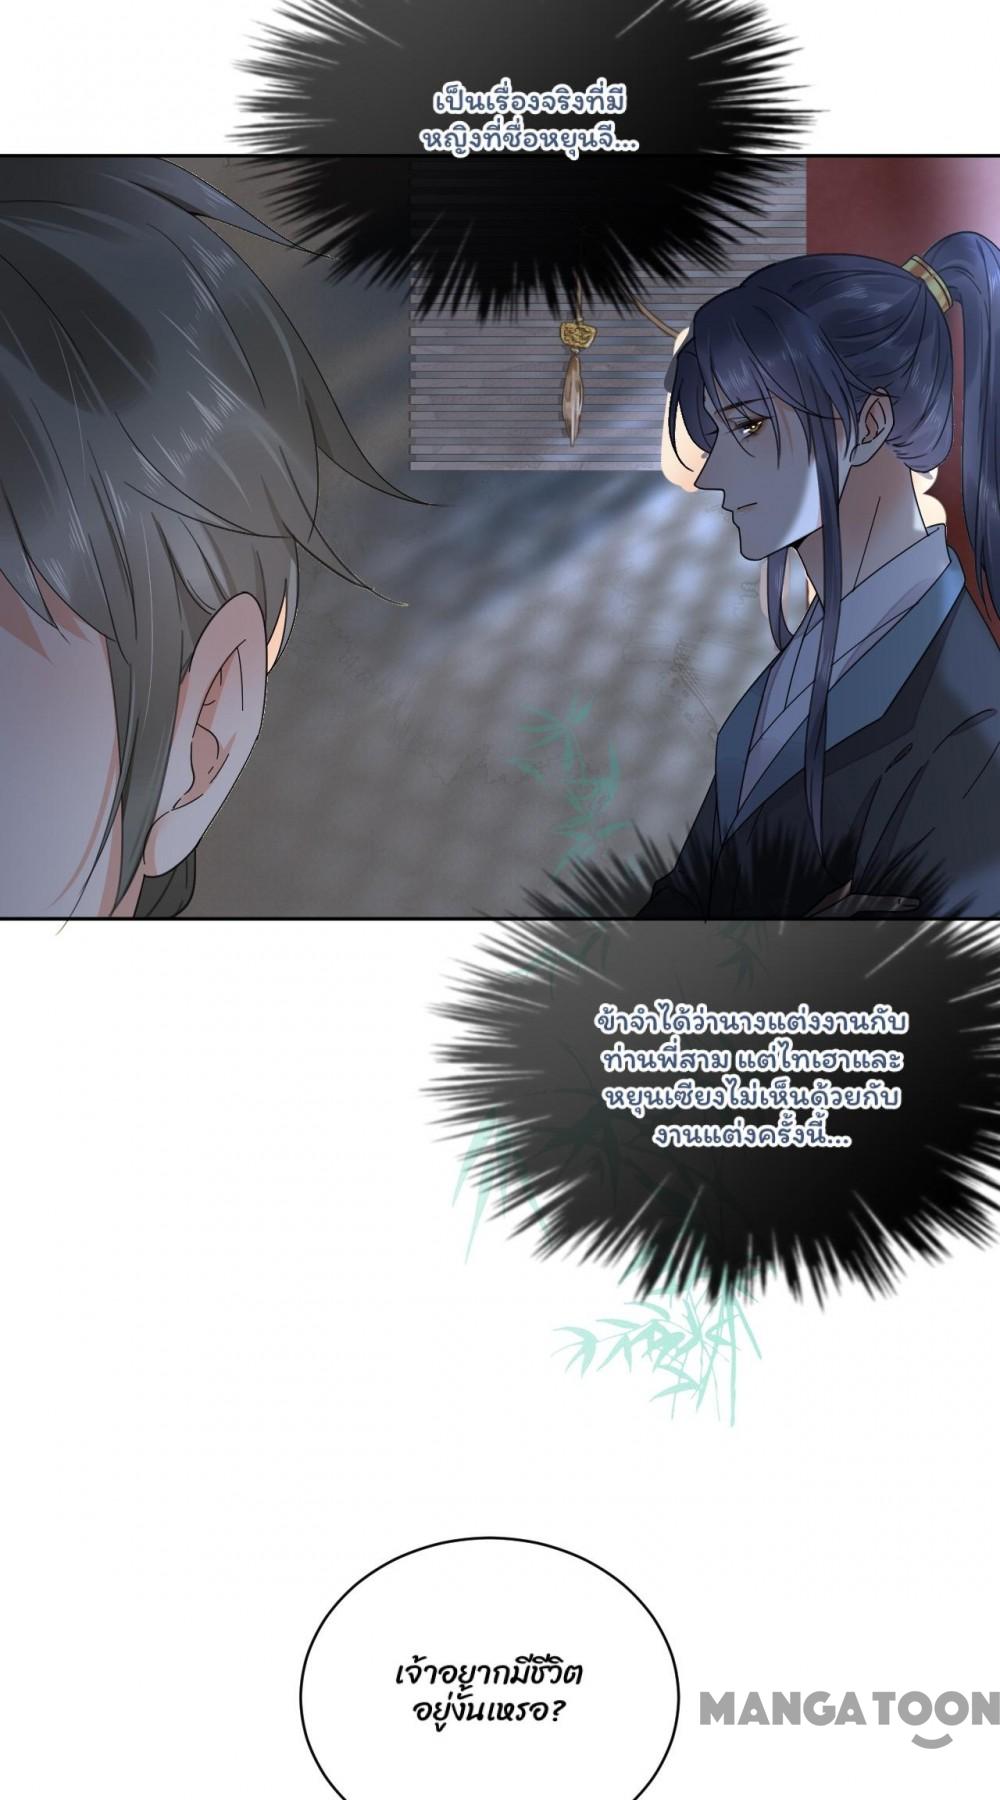 เป็นเรื่องจริงที่มี
หญิงที่ชื่อหยุนจี...
ข้าจำได้ว่านางแต่งงานกับ
ท่านพี่สาม แต่ไทเฮาและ
หยุนเซียงไม่เห็นด้วยกับ
งานแต่งครั้งนี้...
เจ้าอยากมีชีวิต
อยู่งั้นเหรอ?
MANGATOON